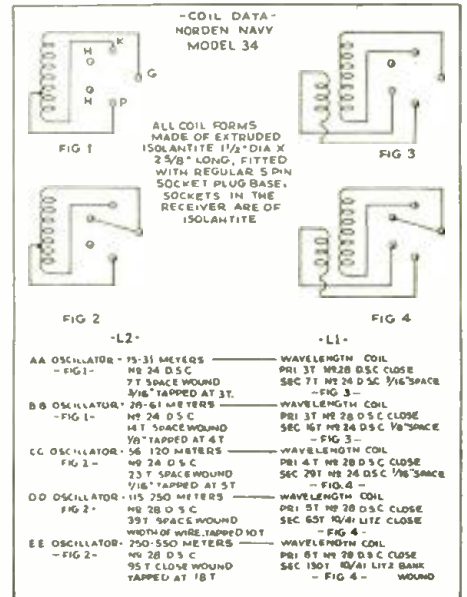 -COIL DATA-
NORDEN NAVY
MODEL 34
H
K
G
H
P
FIG 1
ALL COIL FORMS
MADE OF EXTRUDED
ISOLANTITE 1 1/2" DIA X
2 5/8" LONG, FITTED
WITH REGULAR 5 PIN
SOCKET PLUG BASE.
SOCKETS IN THE
RECEIVER ARE OF
ISOLANTITE
FIG 3
FIG 2
FIG 4
-L2-
AA OSCILLATOR - 15-31 METERS
- FIG 1-
Nº 24 D.S.C
7 T SPACE WOUND
3/16" TAPPED AT 3T.
BB OSCILLATOR - 28-61 METERS
-FIG 1-
Nº 24 D.S.C
14 T SPACE WOUND
1/8" TAPPED AT 4 T
CC OSCILLATOR - 56 120 METERS
FIG 2 -
Nº 24 D.S.C
23 T SPACE WOUND
1/16" TAPPED AT 5T
DD OSCILLATOR - 115 250 METERS
FIG 2 -
Nº 28 D.S.C
39T SPACE WOUND
WIDTH OF WIRE, TAPPED 10 T
EE OSCILLATOR - 250-550 METERS
- FIG 2 -
Nº 28 D.S.C
95 T CLOSE WOUND
TAPPED AT 18 T
-L1-
WAVELENGTH COIL
PRI 3T Nº 28 D.S.C CLOSE
SEC 7T Nº 24 D.SC 3/16" SPACE
-FIG 3-
WAVELENGTH COIL
PRI 3T Nº 28 D S C CLOSE
SEC 16T Nº 24 D.S.C 1/8" SPACE
-FIG 3-
WAVELENGTH COIL
PRI 4 T Nº 28 D S C CLOSE
SEC 29T Nº 24 D.S.C 1/16" SPACE
-FIG.4-
WAVELENGTH COIL
PRI 5T Nº 28 D S C CLOSE
SEC 65T 10/41 LITZ CLOSE
-FIG 4-
WAVELENGTH COIL
PRI 6T Nº 28 D S C CLOSE
SEC 130T 10/41 LITZ BANK
- FIG 4 - WOUND